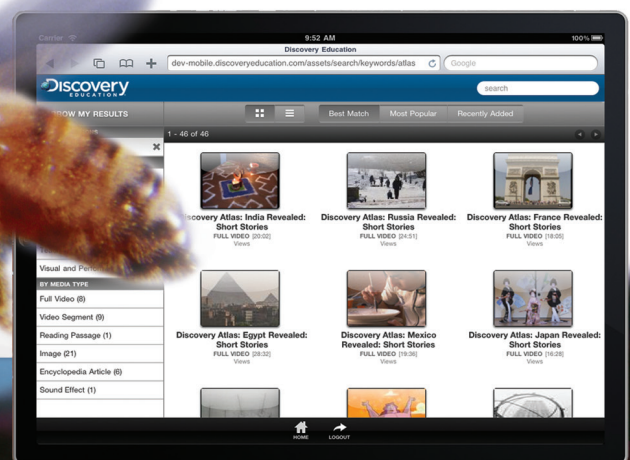 Carrier
9:52 AM
100%
Discovery Education
dev-mobile.discoveryeducation.com/assets/search/keywords/atlas
Google
Discovery
EDUCATION
search
MY RESULTS
Best Match
Most Popular
Recently Added
1 - 46 of 46
Discovery Atlas: India Revealed:
Short Stories
FULL VIDEO [20:02]
Views
Discovery Atlas: Russia Revealed:
Short Stories
FULL VIDEO [24:51]
Views
Discovery Atlas: France Revealed:
Short Stories
FULL VIDEO [18:05]
Views
Visual and
BY MEDIA TYPE
Full Video (8)
Video Segment (9)
Reading Passage (1)
Image (21)
Encyclopedia Article (6)
Sound Effect (1)
Discovery Atlas: Egypt Revealed:
Short Stories
FULL VIDEO [28:32]
Views
Discovery Atlas: Mexico
Revealed: Short Stories
FULL VIDEO [19:36]
Views
Discovery Atlas: Japan Revealed:
Short Stories
FULL VIDEO [16:28]
Views
HOME
LOGOUT